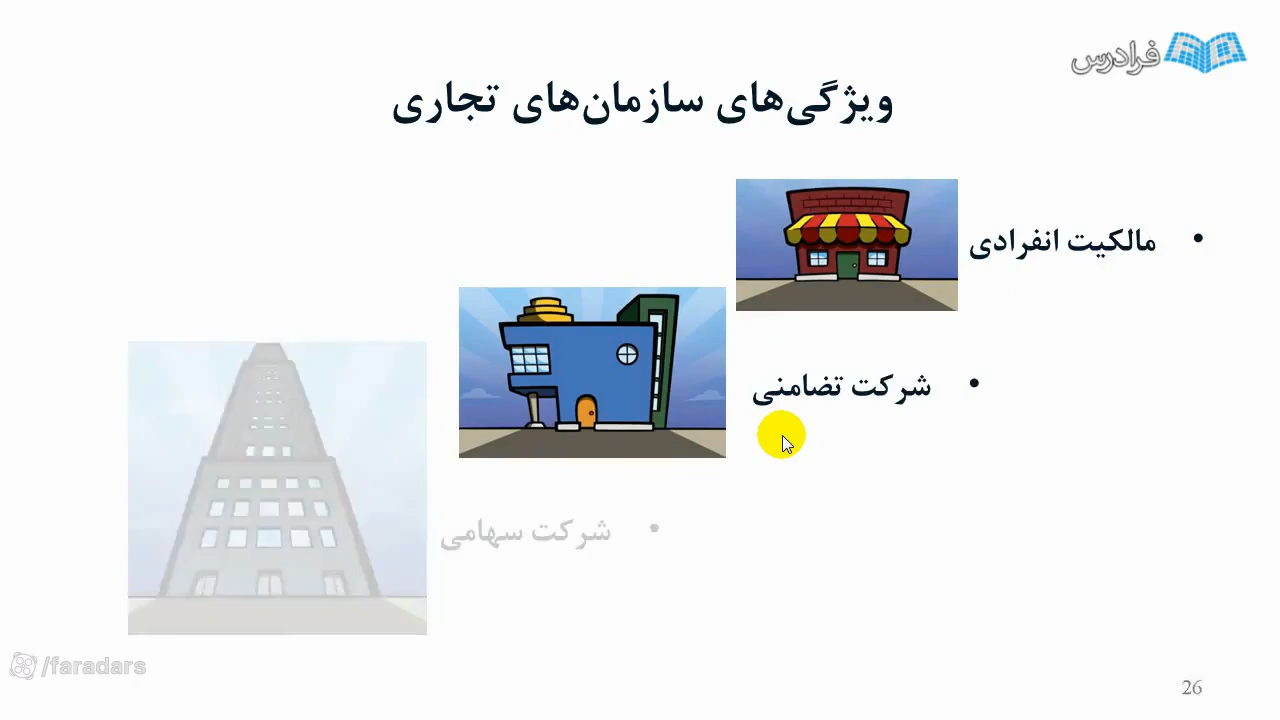 فرادرس
ویژگی‌های سازمان‌های تجاری
• مالکیت انفرادی
• شرکت تضامنی
• شرکت سهامی
/faradars
26